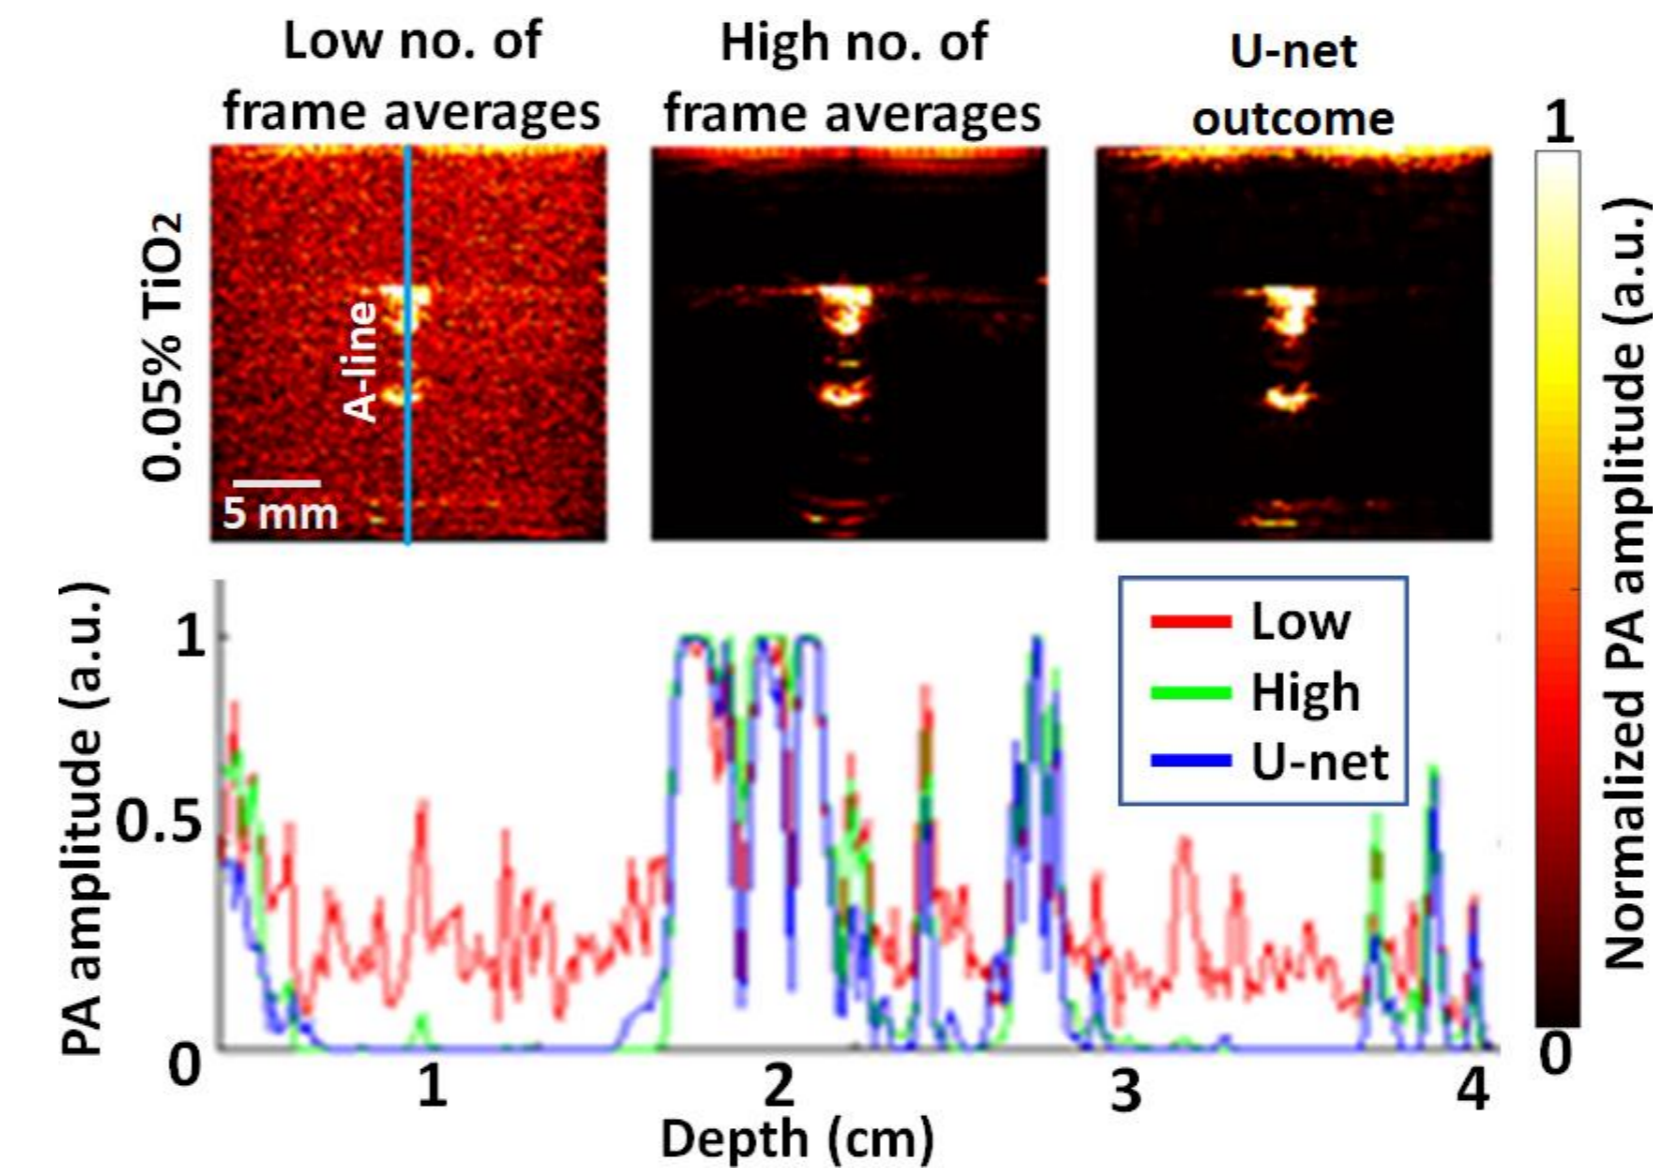 Low no. of
frame averages
High no. of
frame averages
U-net
outcome
0.05% TiO2
A-line
5 mm
1
Normalized PA amplitude (a.u.)
0
PA amplitude (a.u.)
1
0.5
0
Low
High
U-net
1
2
3
4
Depth (cm)